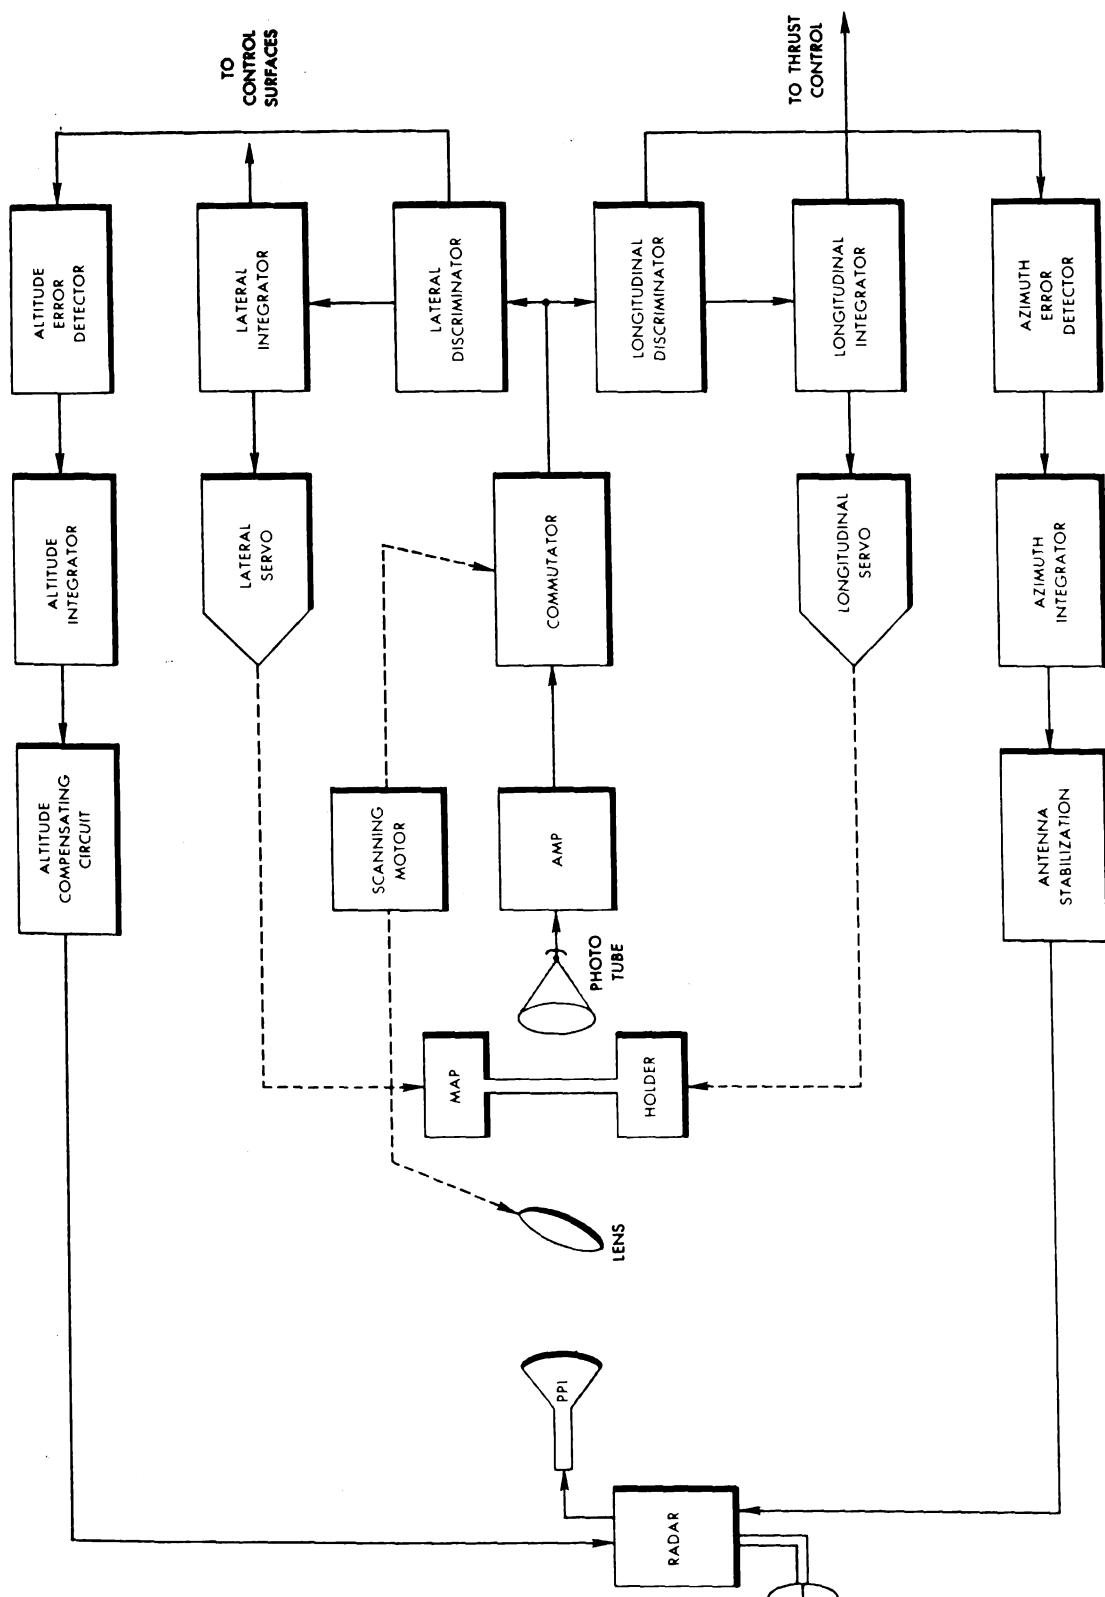 TO
CONTROL
SURFACES
TO THRUST
CONTROL
ALTITUDE
ERROR
DETECTOR
LATERAL
INTEGRATOR
LATERAL
DISCRIMINATOR
LONGITUDINAL
DISCRIMINATOR
LONGITUDINAL
INTEGRATOR
AZIMUTH
ERROR
DETECTOR
ALTITUDE
INTEGRATOR
LATERAL
SERVO
COMMUTATOR
LONGITUDINAL
SERVO
AZIMUTH
INTEGRATOR
ALTITUDE
COMPENSATING
CIRCUIT
SCANNING
MOTOR
AMP
ANTENNA
STABILIZATION
PHOTO
TUBE
MAP
HOLDER
LENS
PPI
RADAR